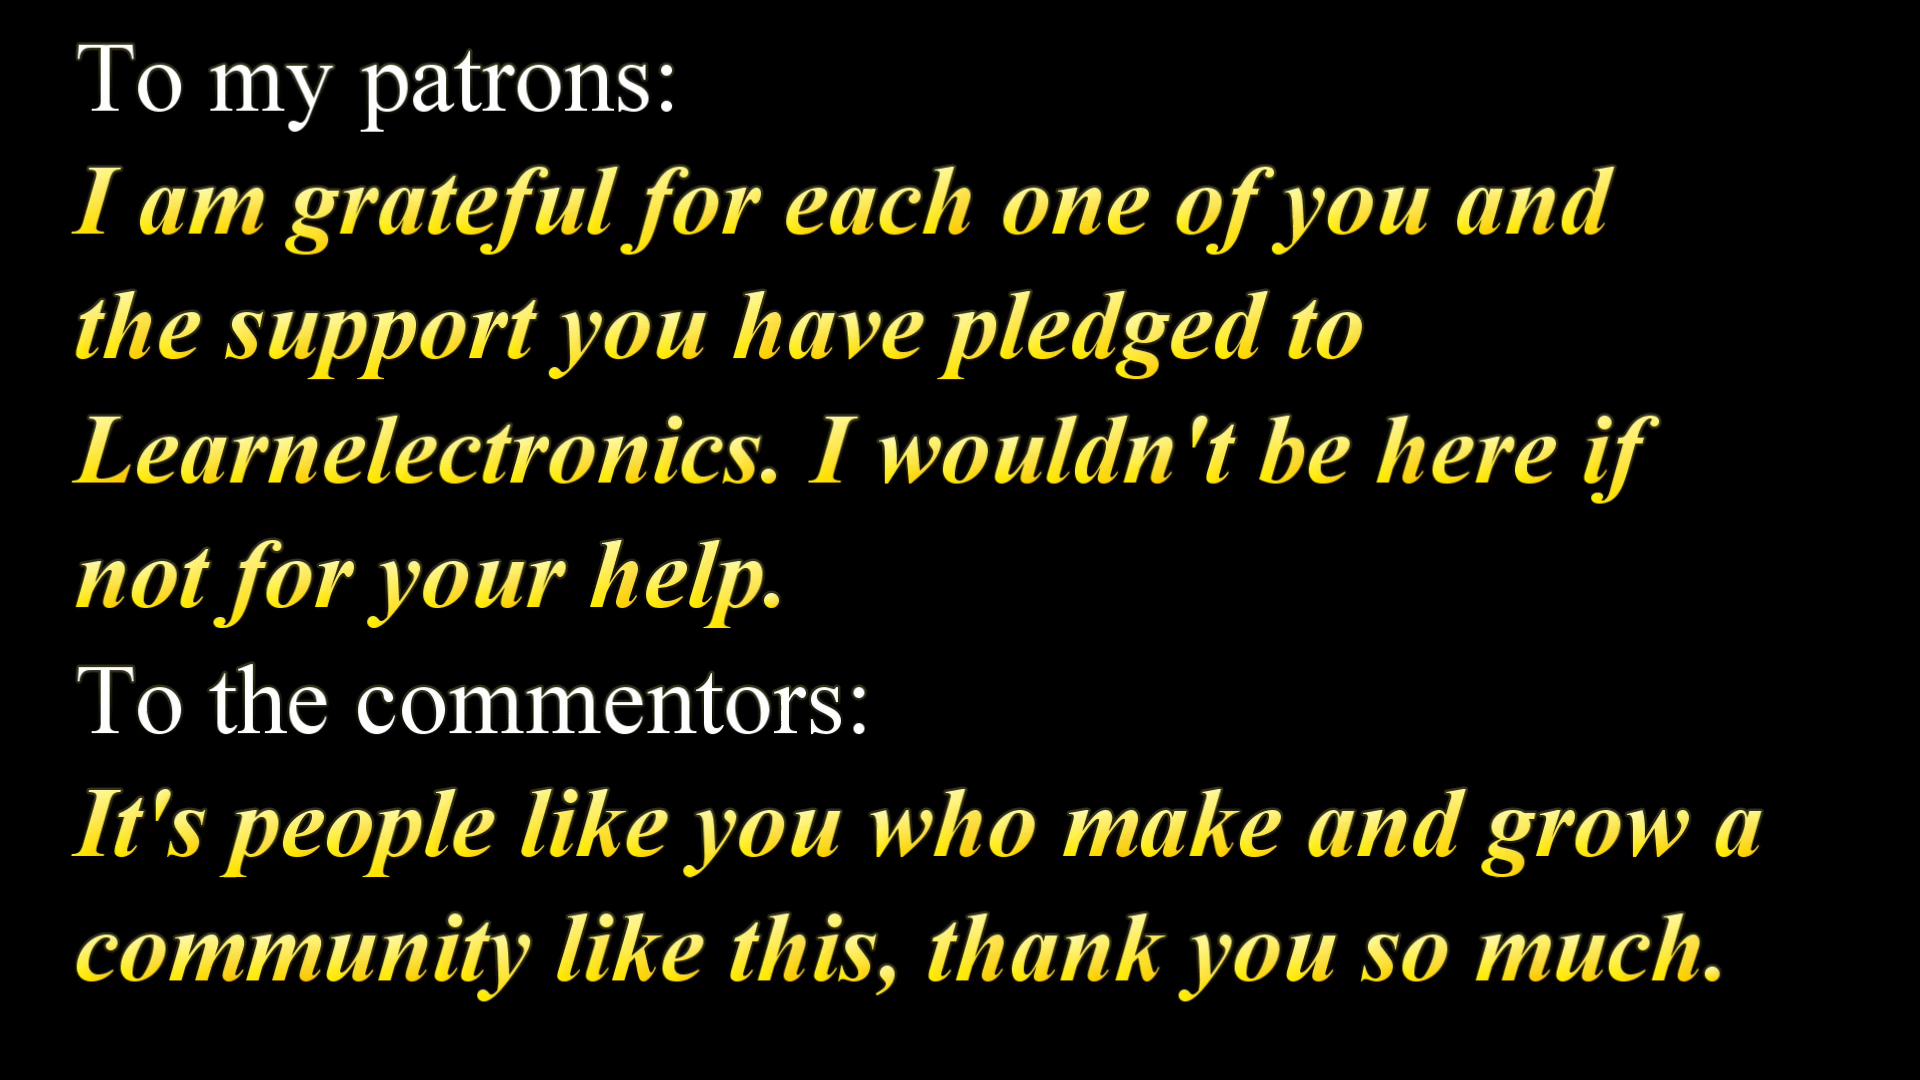 To my patrons:
I am grateful for each one of you and
the support you have pledged to
Learnelectronics. I wouldn't be here if
not for your help.
To the commentors:
It's people like you who make and grow a
community like this, thank you so much.